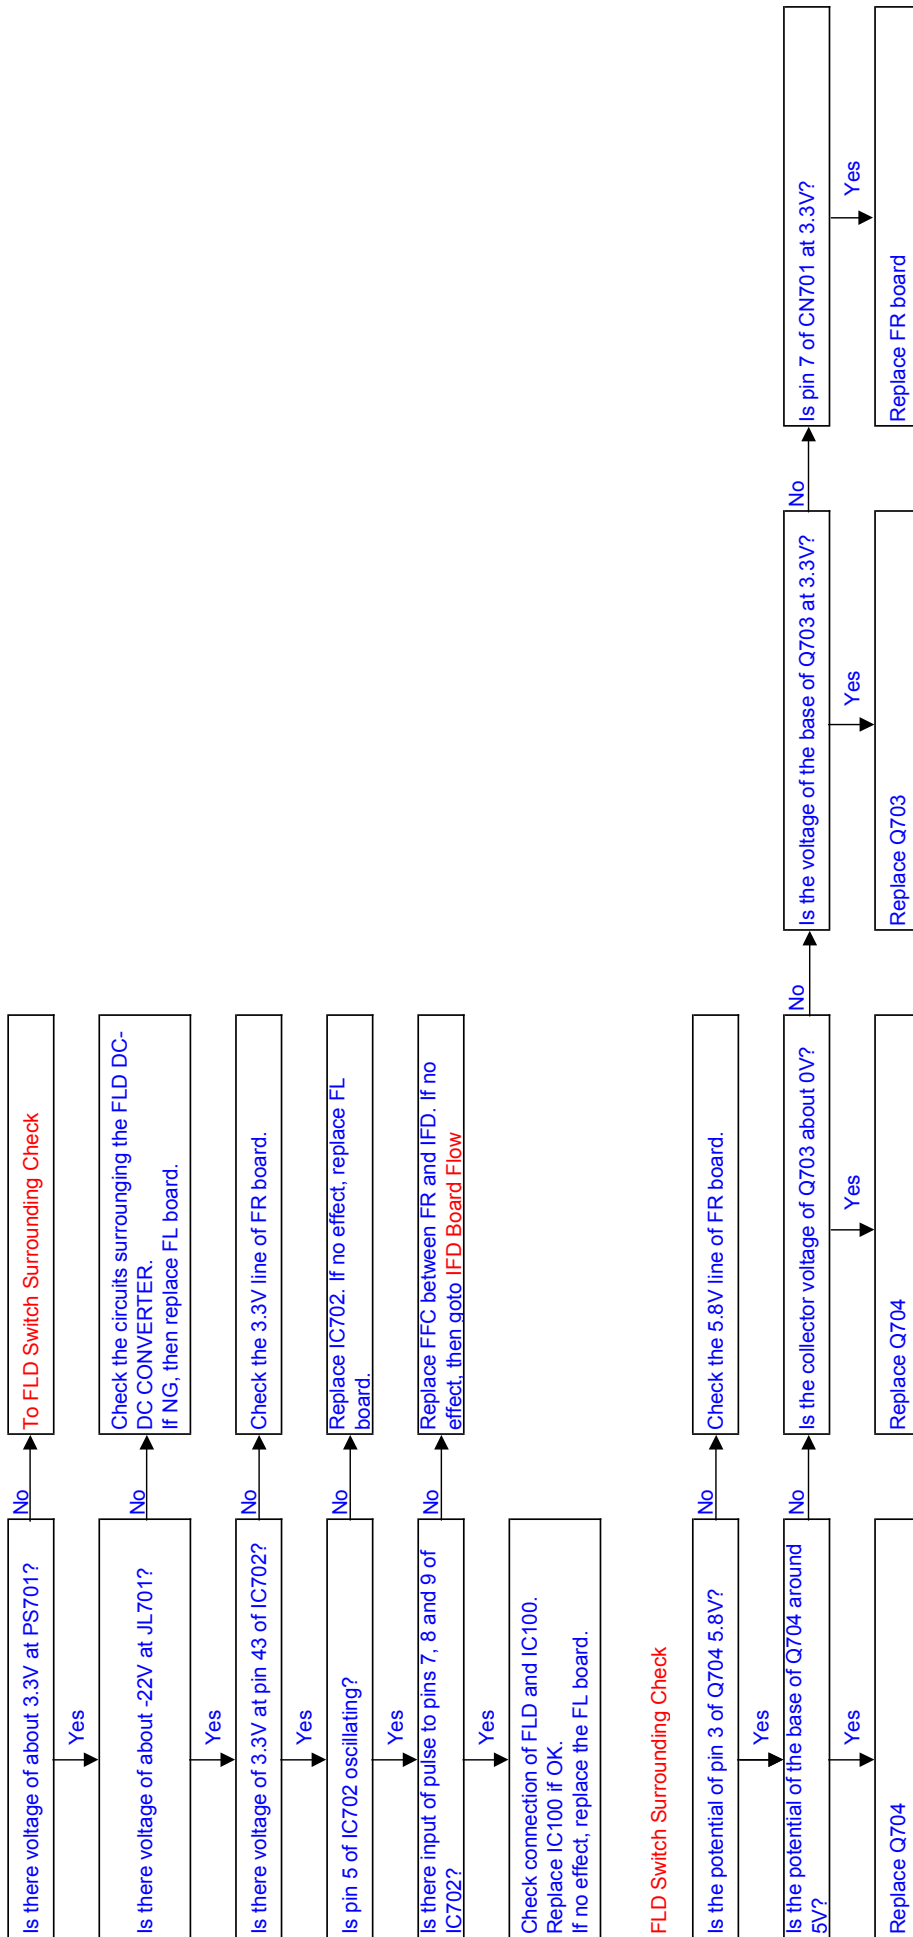 Is there voltage of about 3.3V at PS701?
No
To FLD Switch Surrounding Check
Yes
Is there voltage of about -22V at JL701?
No
Check the circuits surrounging the FLD DC-
DC CONVERTER.
If NG, then replace FL board.
Yes
Is there voltage of 3.3V at pin 43 of IC702?
No
Check the 3.3V line of FR board.
Yes
Is pin 5 of IC702 oscillating?
No
Replace IC702. If no effect, replace FL
board.
Yes
Is there input of pulse to pins 7, 8 and 9 of
IC702?
No
Replace FFC between FR and IFD. If no
effect, then goto IFD Board Flow
Yes
Check connection of FLD and IC100.
Replace IC100 if OK.
If no effect, replace the FL board.
FLD Switch Surrounding Check
Is the potential of pin 3 of Q704 5.8V?
No
Check the 5.8V line of FR board.
Yes
Is the potential of the base of Q704 around
5V?
No
Is the collector voltage of Q703 about 0V?
No
Is the voltage of the base of Q703 at 3.3V?
No
Is pin 7 of CN701 at 3.3V?
Yes
Yes
Yes
Yes
Replace Q704
Replace Q704
Replace Q703
Replace FR board